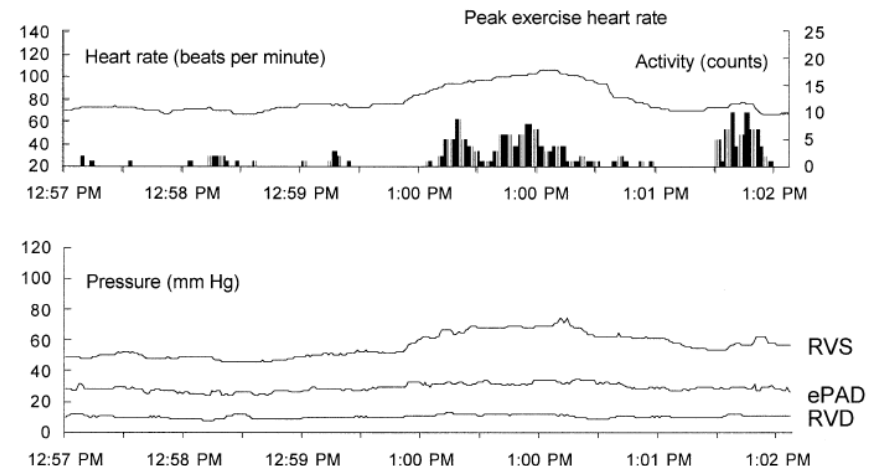 Peak exercise heart rate
Heart rate (beats per minute)
Activity (counts)
140
120
100
80
60
40
20
25
20
15
10
5
0
12:57 PM 12:58 PM 12:59 PM 1:00 PM 1:00 PM 1:01 PM 1:02 PM
Pressure (mm Hg)
120
100
80
60
40
20
0
RVS
ePAD
RVD
12:57 PM 12:58 PM 12:59 PM 1:00 PM 1:00 PM 1:01 PM 1:02 PM